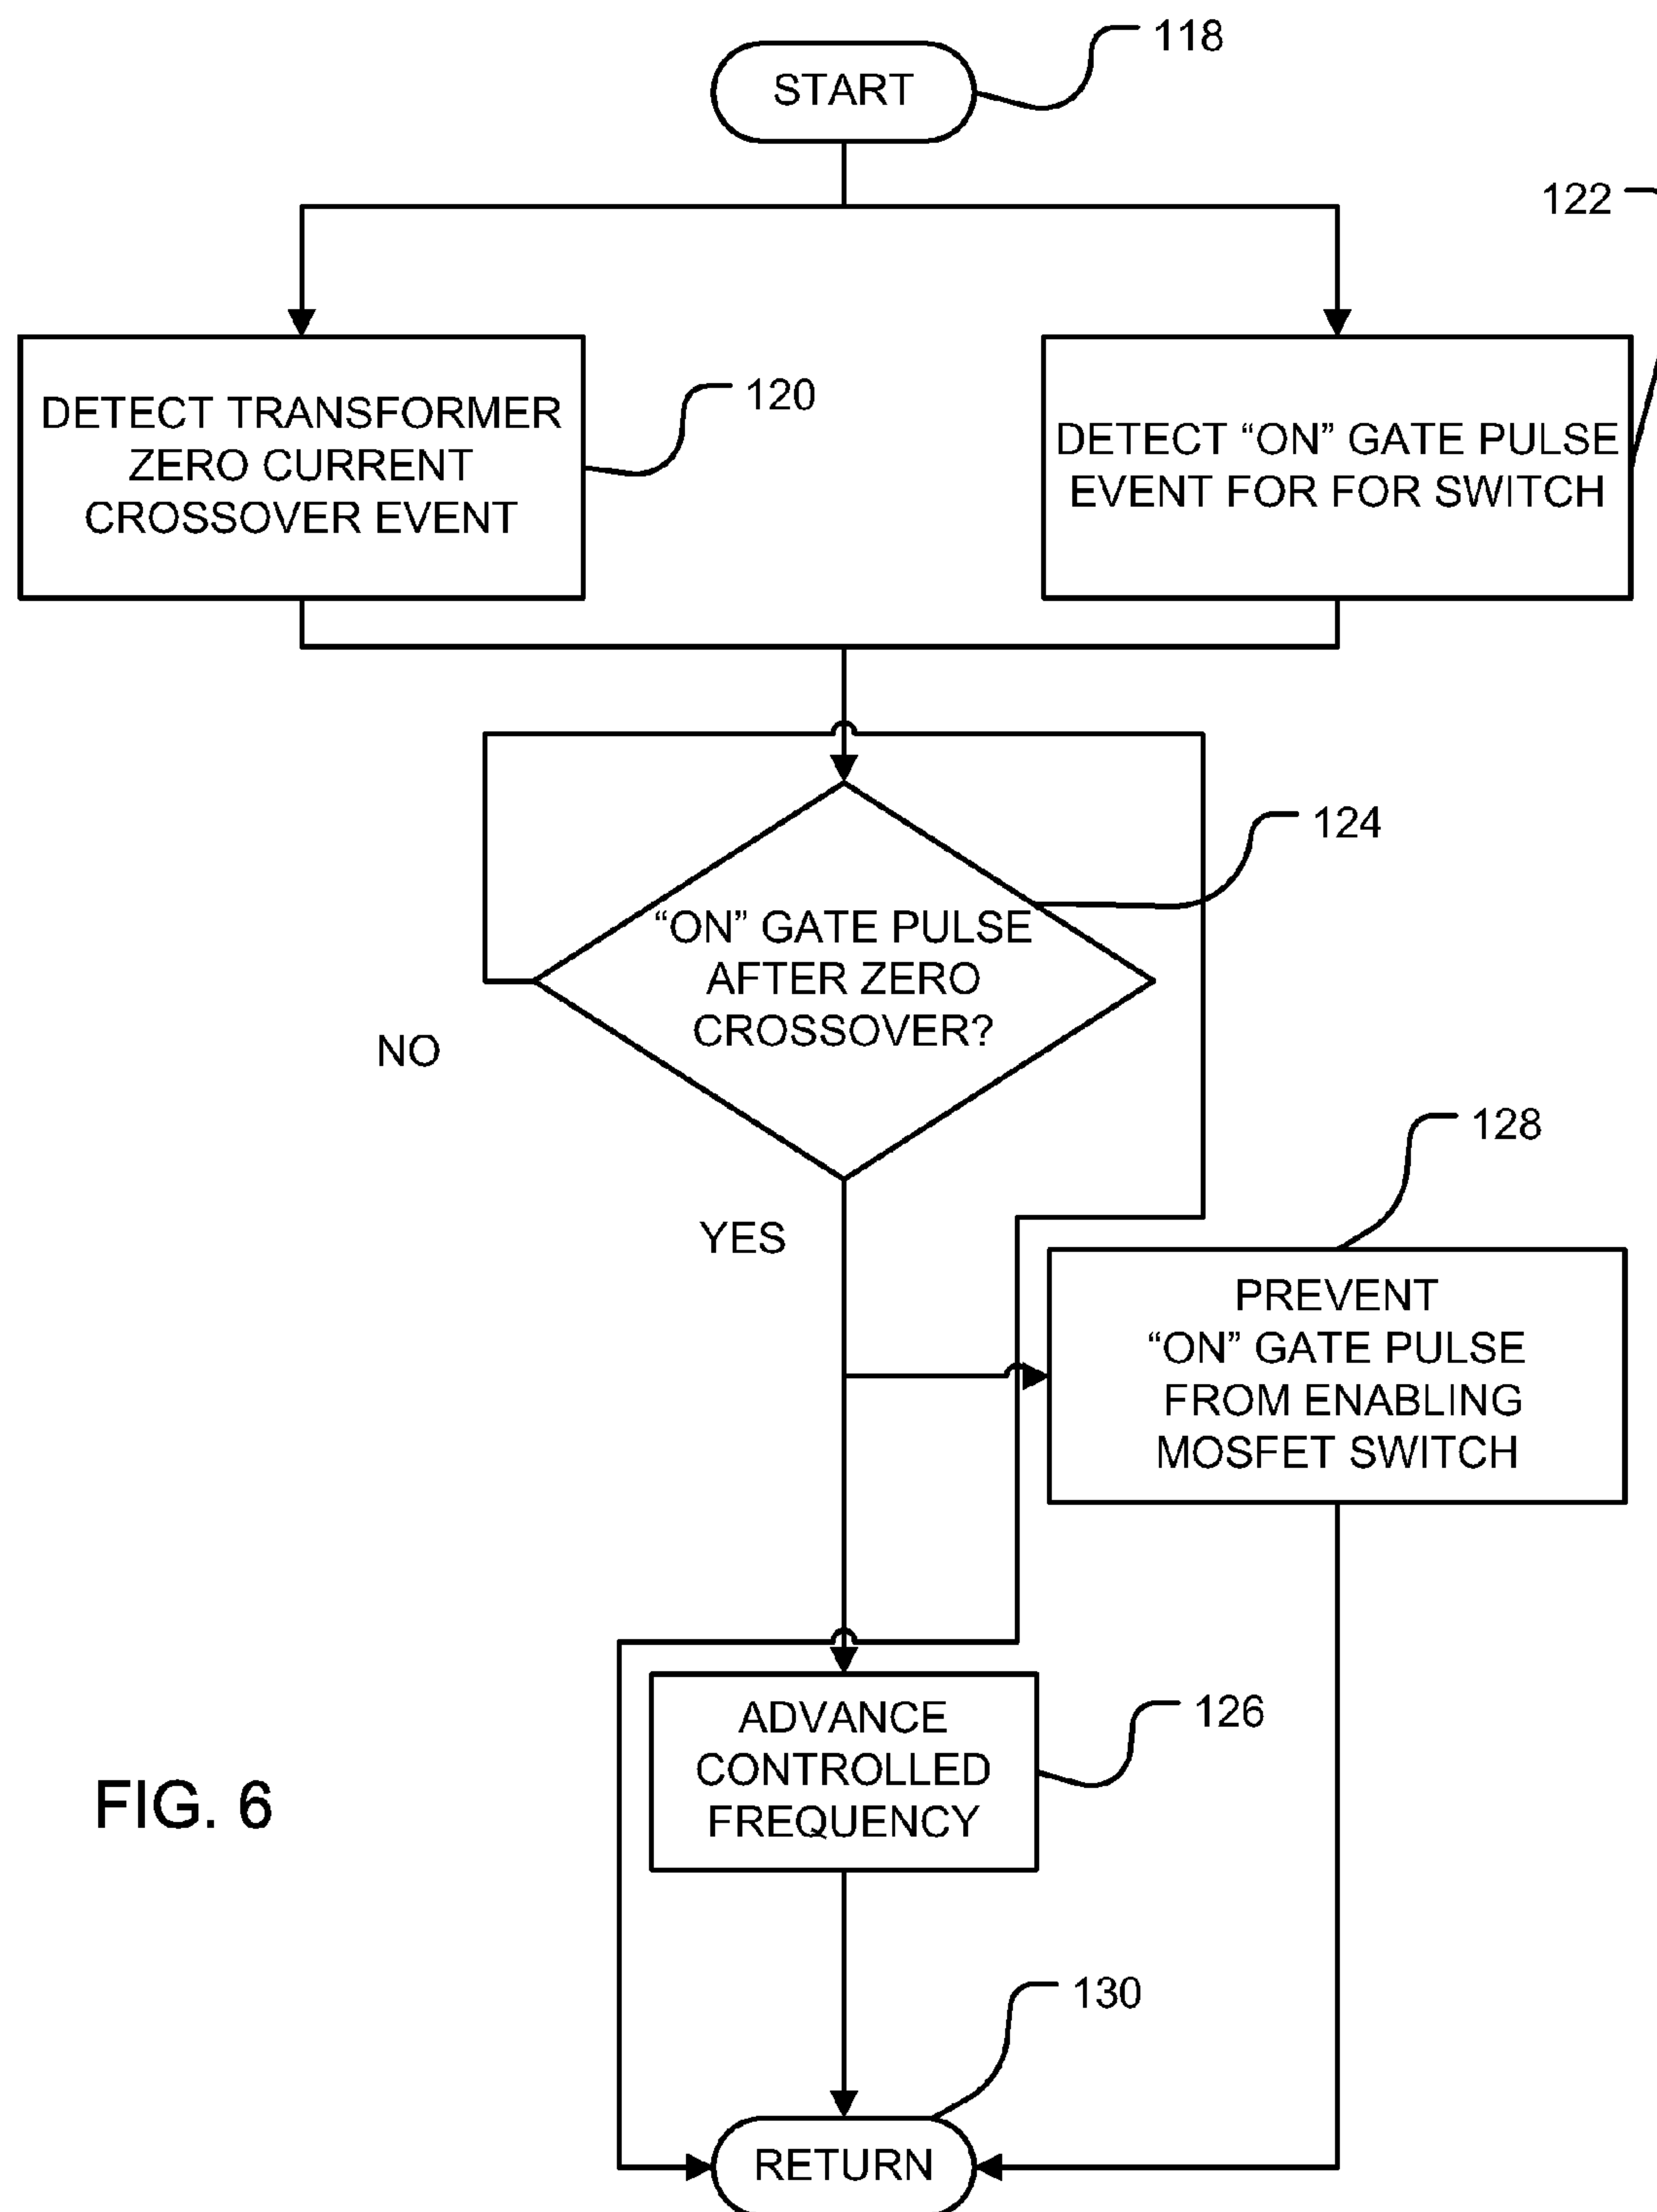 118
START
122
120
DETECT TRANSFORMER
ZERO CURRENT
CROSSOVER EVENT
DETECT “ON” GATE PULSE
EVENT FOR FOR SWITCH
124
“ON” GATE PULSE
AFTER ZERO
CROSSOVER?
NO
YES
128
PREVENT
“ON” GATE PULSE
FROM ENABLING
MOSFET SWITCH
126
ADVANCE
CONTROLLED
FREQUENCY
FIG. 6
130
RETURN